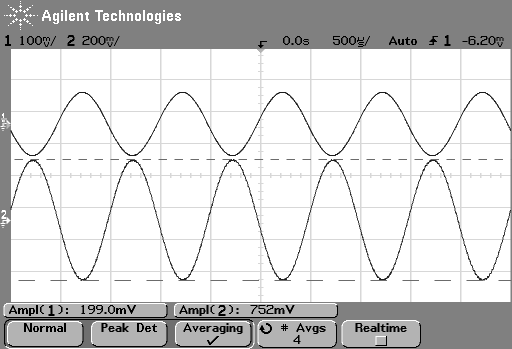 Agilent Technologies
1 100mV/ 2 200mV/ 0.0s 500µs/ Auto 1 -6.20mV
1
2
Ampl(1): 199.0mV Ampl(2): 752mV
Normal Peak Det Averaging # Avgs Realtime
4